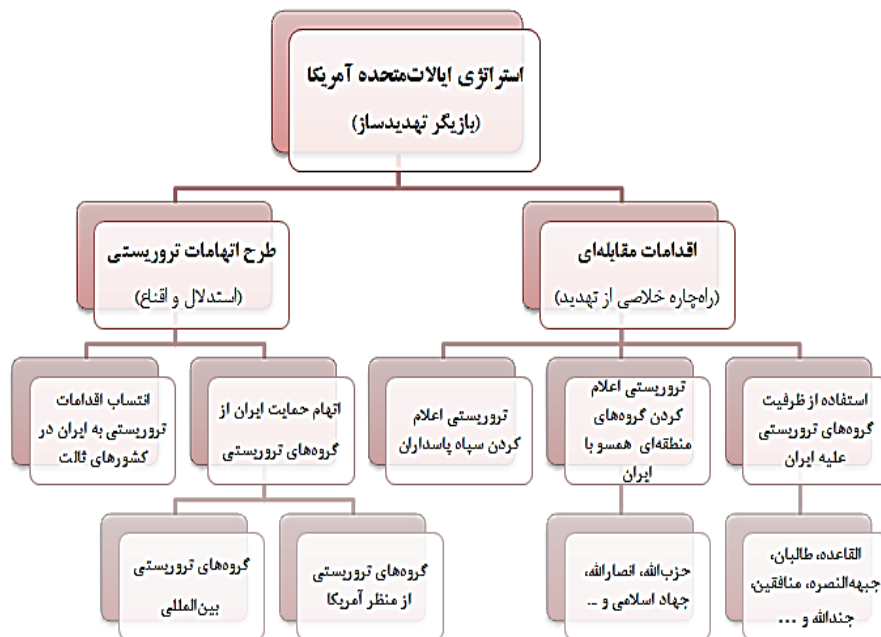 استراتژی ایالات‌متحده آمریکا
(بازیگر تهدیدساز)
اقدامات مقابله‌ای
(راه‌چاره خلاصی از تهدید)
طرح اتهامات تروریستی
(استدلال و اقناع)
استفاده از ظرفیت
گروه‌های تروریستی
علیه ایران
تروریستی اعلام
کردن گروه‌های
منطقه‌ای همسو با
ایران
تروریستی اعلام
کردن سپاه پاسداران
اتهام حمایت ایران از
گروه‌های تروریستی
انتساب اقدامات
تروریستی به ایران در
کشورهای ثالث
القاعده، طالبان،
جبهه‌النصره، منافقین،
جندالله و ...
حزب‌الله، انصارالله،
جهاد اسلامی و ...
گروه‌های تروریستی
از منظر آمریکا
گروه‌های تروریستی
بین‌المللی